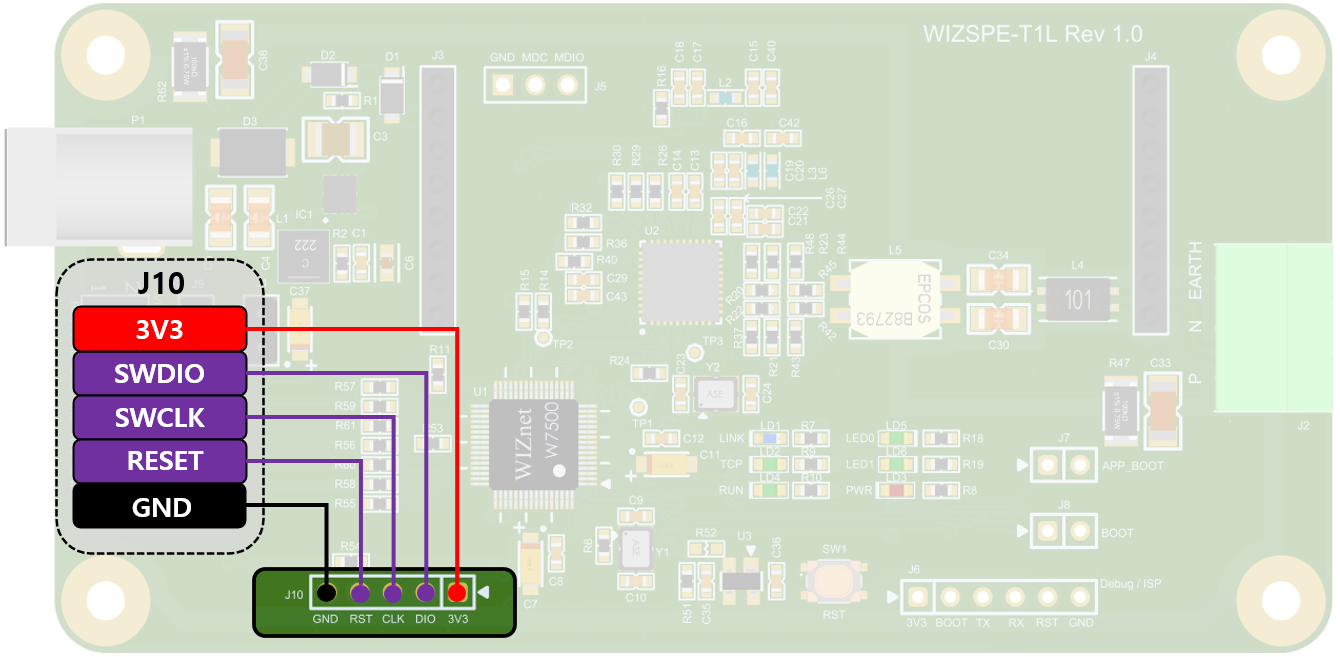 WIZSPE-T1L Rev 1.0
C38
R62
D2
D1
J3
R1
P1
D3
C3
GND MDC MDIO
J5
C18
C17
C15
C40
R16
L2
J4
C16
C42
R30
R29
R26
C14
C13
C19
C20
L3
L6
C26
C27
C22
C21
L1
IC1
R2
C1
C4
222
C
C6
R32
R36
R40
C29
C43
U2
R48
R23
R44
R45
R20
R22
R42
R37
R21
R43
L5
EPCOS
B82793
C34
C30
L4
101
EARTH
N
P
J2
R15
R14
TP2
TP3
J10
3V3
SWDIO
SWCLK
RESET
GND
1
C37
R11
R57
R59
R61
R56
R60
R58
R55
R53
R54
U1
WIZnet
W7500
R24
C23
Y2
ASE
C24
TP1
C12
C11
LINK LD1 R7
TCP LD2 R9
RUN LD4 R10
LED0 LD5 R18
LED1 LD6 R19
PWR LD3 R8
R47
C33
J7
APP_BOOT
J8
BOOT
C9
R6
ASE
Y1
C10
C8
C7
R52
U3
C36
R51
C35
SW1
RST
J6
Debug / ISP
3V3 BOOT TX RX RST GND
J10
GND RST CLK DIO 3V3